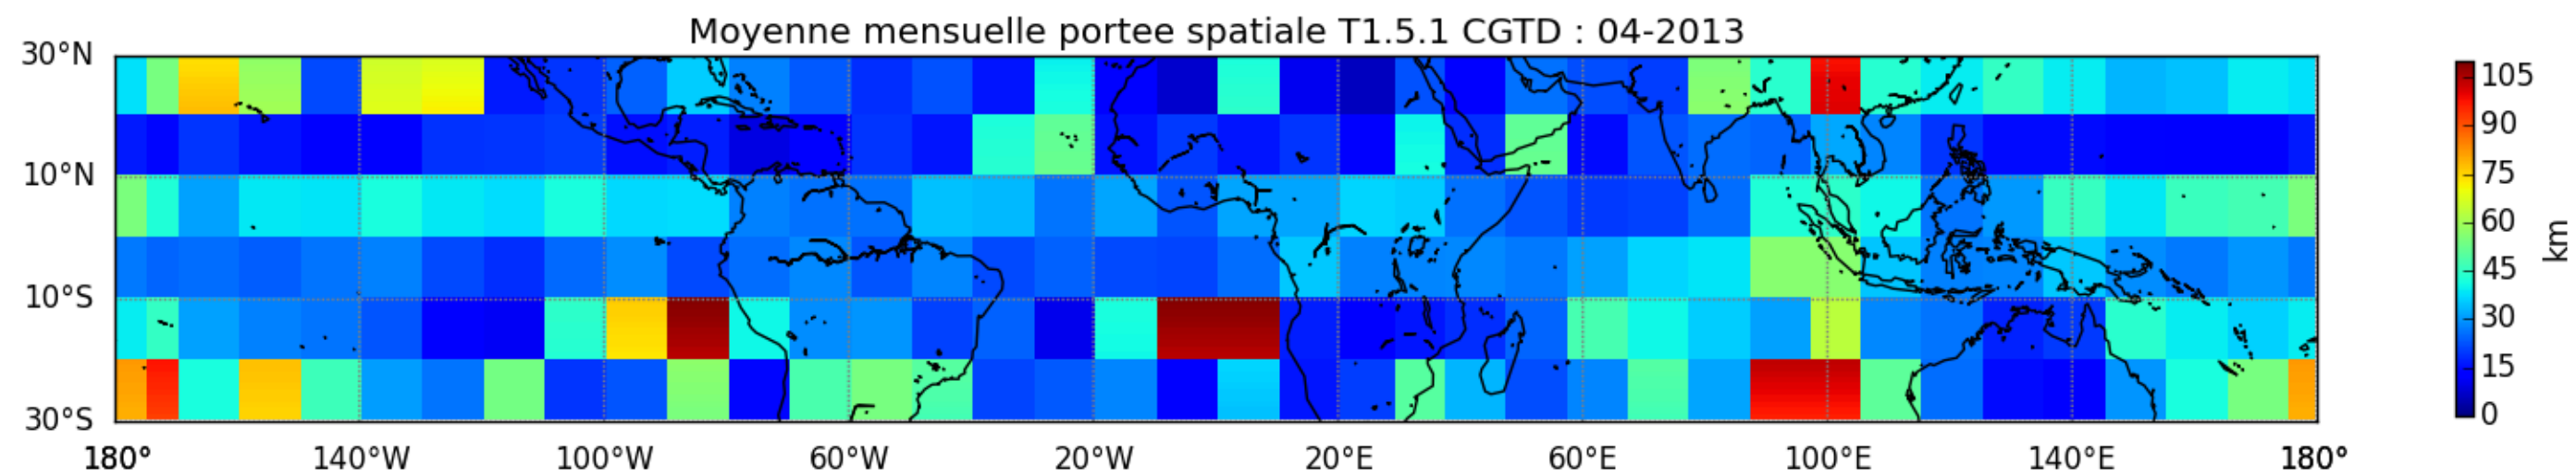 Moyenne mensuelle portee spatiale T1.5.1 CGTD : 04-2013
30°N
10°N
10°S
30°S
180° 140°W 100°W 60°W 20°W 20°E 60°E 100°E 140°E 180°
105
90
75
60
45
30
15
0
km